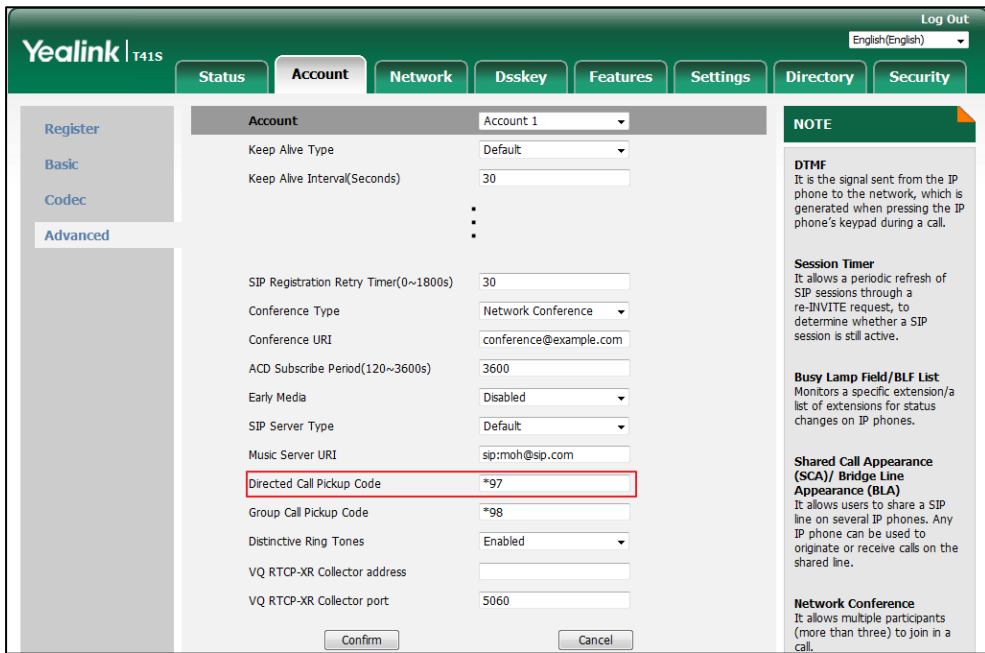 Log Out
Yealink T41S
English(English)
Status Account Network Dsskey Features Settings Directory Security
Register
Basic
Codec
Advanced
Account Account 1
Keep Alive Type Default
Keep Alive Interval(Seconds) 30
SIP Registration Retry Timer(0~1800s) 30
Conference Type Network Conference
Conference URI conference@example.com
ACD Subscribe Period(120~3600s) 3600
Early Media Disabled
SIP Server Type Default
Music Server URI sip:moh@sip.com
Directed Call Pickup Code *97
Group Call Pickup Code *98
Distinctive Ring Tones Enabled
VQ RTCP-XR Collector address
VQ RTCP-XR Collector port 5060
Confirm Cancel
NOTE
DTMF
It is the signal sent from the IP
phone to the network, which is
generated when pressing the IP
phone's keypad during a call.
Session Timer
It allows a periodic refresh of
SIP sessions through a
re-INVITE request, to
determine whether a SIP
session is still active.
Busy Lamp Field/BLF List
Monitors a specific extension/a
list of extensions for status
changes on IP phones.
Shared Call Appearance
(SCA)/ Bridge Line
Appearance (BLA)
It allows users to share a SIP
line on several IP phones. Any
IP phone can be used to
originate or receive calls on the
shared line.
Network Conference
It allows multiple participants
(more than three) to join in a
call.